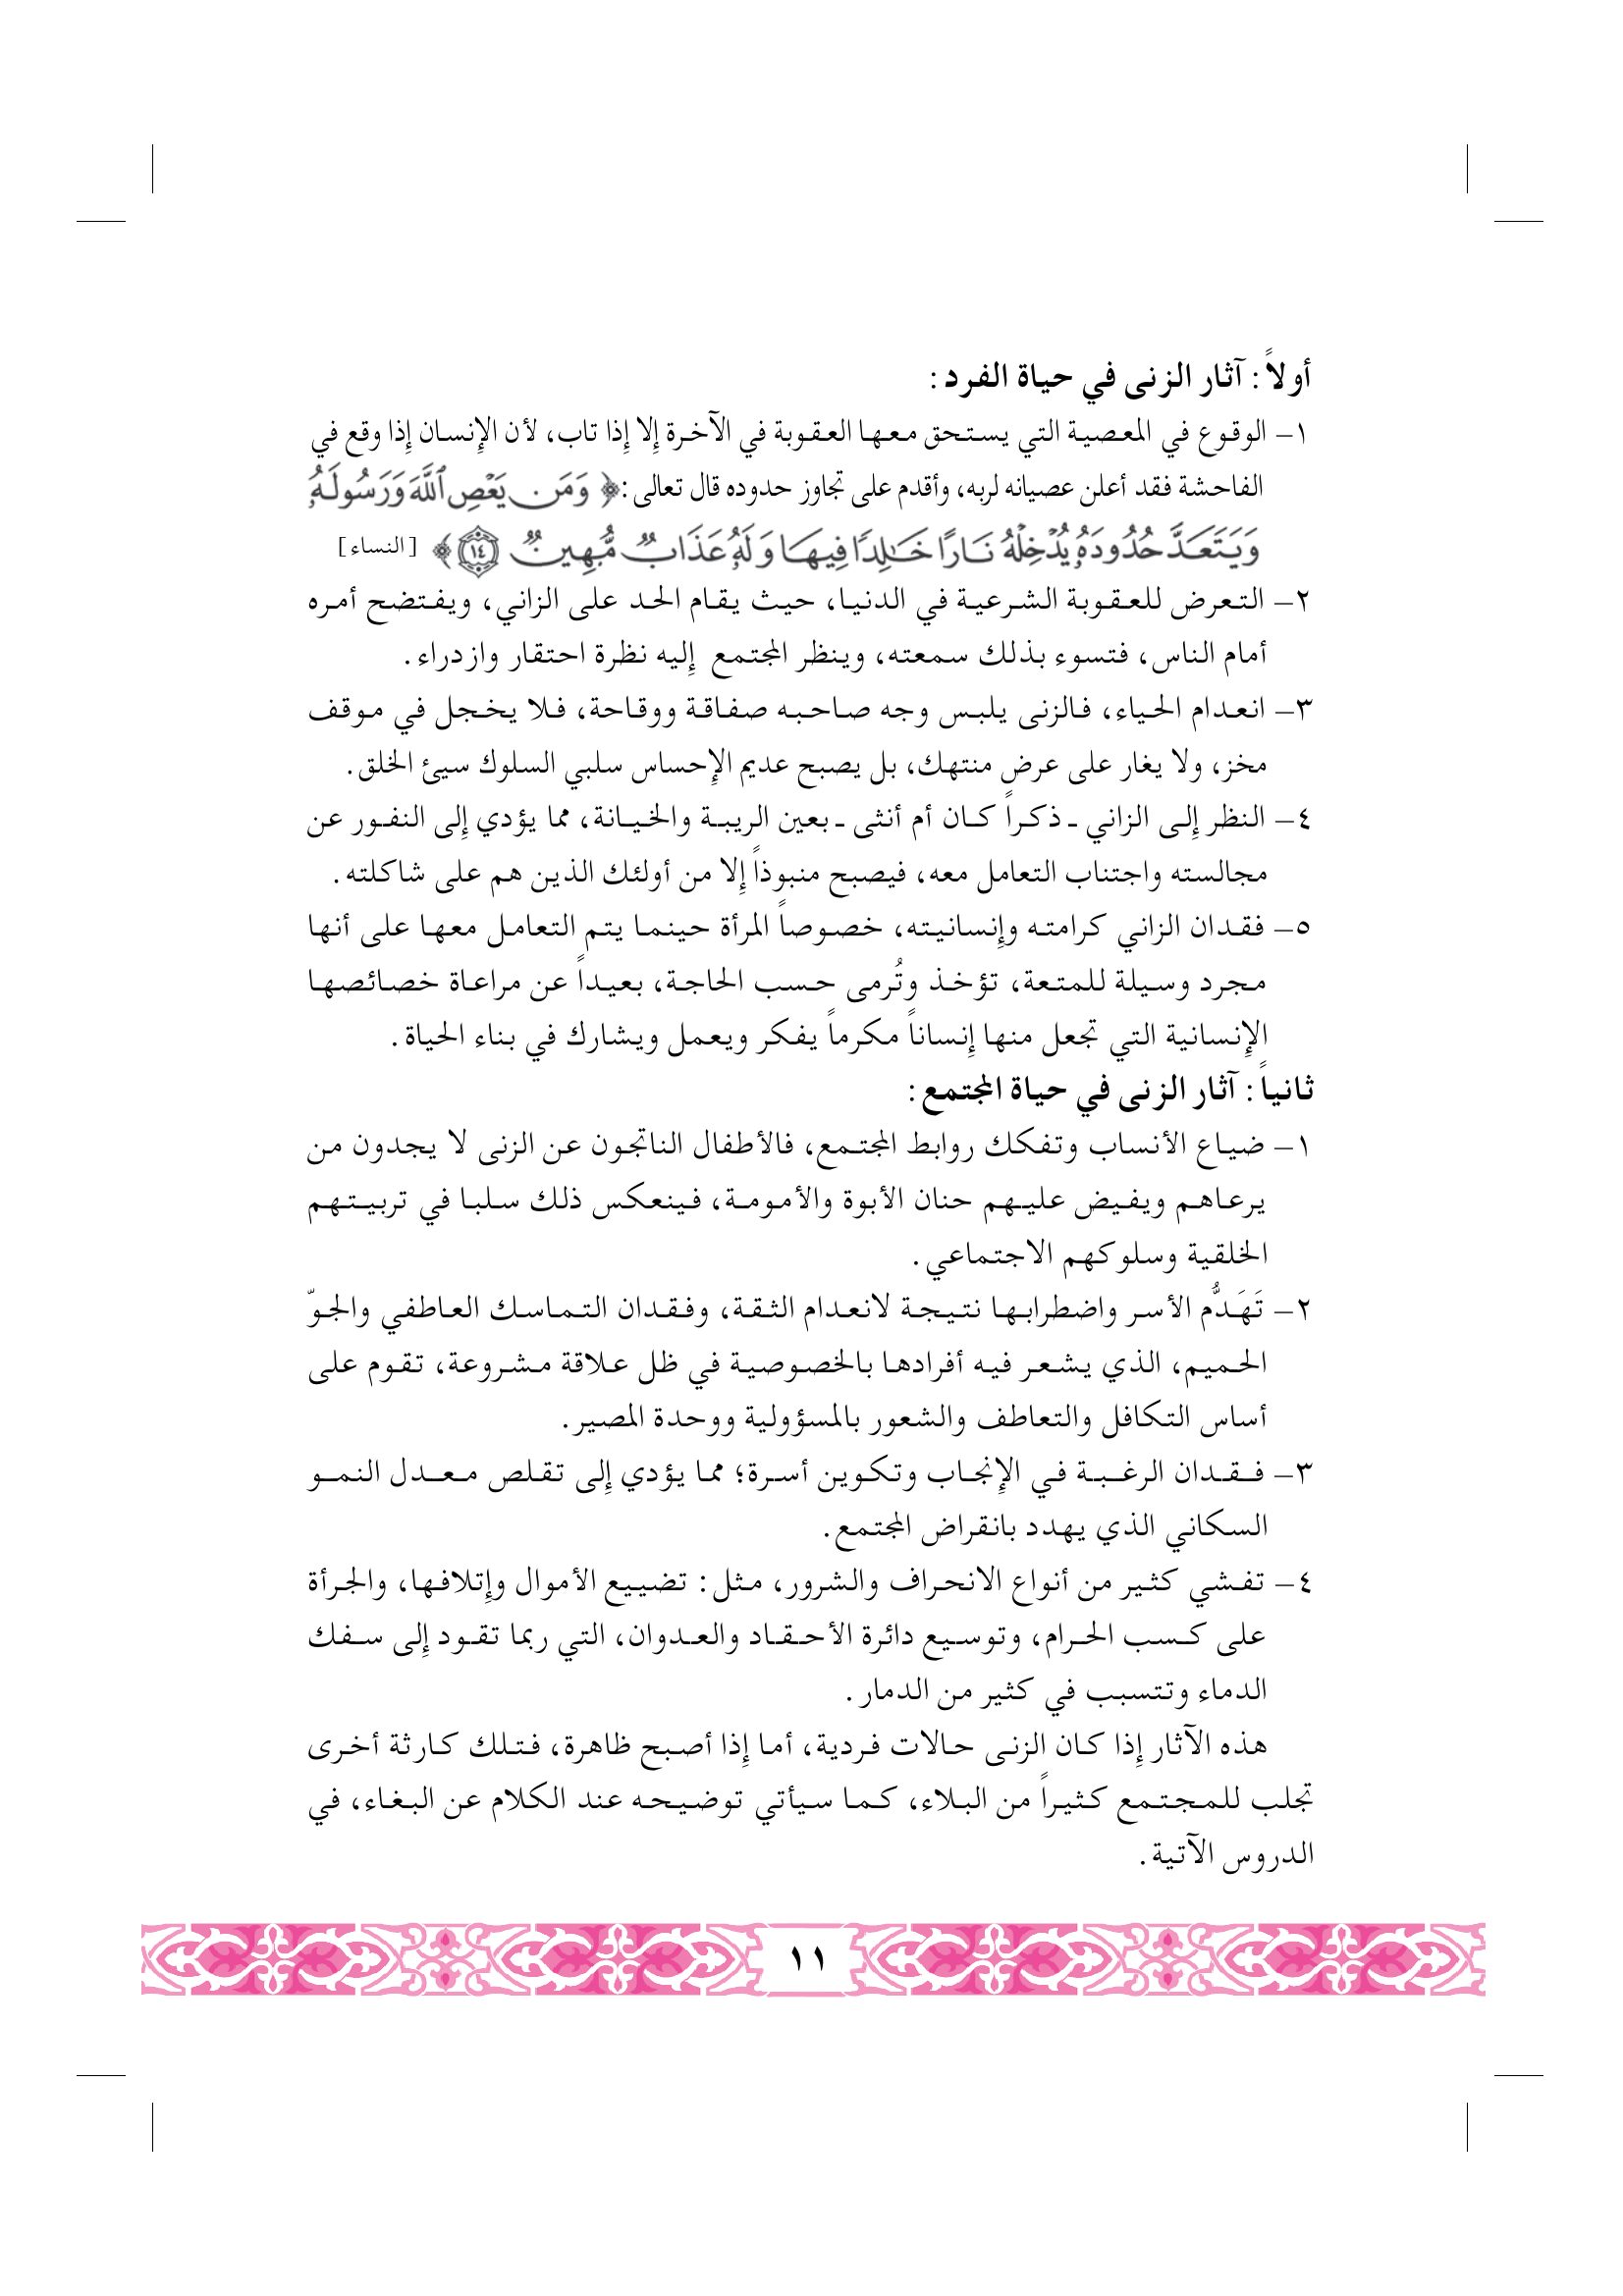 أولاً : آثار الزنى في حياة الفرد :
١– الوقوع في المعصية التي يستحق معها العقوبة في الآخرة إلا إذا تاب، لأن الإنسان إذا وقع في
الفاحشة فقد أعلن عصيانه لربه، وأقدم على تجاوز حدوده قال تعالى :﴿ وَمَن يَعْصِ ٱللَّهَ وَرَسُولَهُۥ
وَيَتَعَدَّ حُدُودَهُۥ يُدْخِلْهُ نَارًا خَٰلِدًا فِيهَا وَلَهُۥ عَذَابٌ مُّهِينٌ ١٤﴾ [النساء]
٢– التعرض للعقوبة الشرعية في الدنيا، حيث يقام الحد على الزاني، ويفتضح أمره
أمام الناس، فتسوء بذلك سمعته، وينظر المجتمع إليه نظرة احتقار وازدراء .
٣– انعدام الحياء، فالزنى يلبس وجه صاحبه صفاقة ووقاحة، فلا يخجل في موقف
مخز، ولا يغار على عرض منتهك، بل يصبح عديم الإحساس سلبي السلوك سيئ الخلق .
٤– النظر إلى الزاني ـ ذكراً كان أم أنثى ـ بعين الريبة والخيانة، مما يؤدي إلى النفور عن
مجالسته واجتناب التعامل معه، فيصبح منبوذاً إلا من أولئك الذين هم على شاكلته .
٥– فقدان الزاني كرامته وإنسانيته، خصوصاً المرأة حينما يتم التعامل معها على أنها
مجرد وسيلة للمتعة، تؤخذ وتُرمى حسب الحاجة، بعيداً عن مراعاة خصائصها
الإنسانية التي تجعل منها إنساناً مكرماً يفكر ويعمل ويشارك في بناء الحياة .
ثانياً : آثار الزنى في حياة المجتمع :
١– ضياع الأنساب وتفكك روابط المجتمع، فالأطفال الناتجون عن الزنى لا يجدون من
يرعاهم ويفيض عليهم حنان الأبوة والأمومة، فينعكس ذلك سلبا في تربيتهم
الخلقية وسلوكهم الاجتماعي .
٢– تَهَدُّم الأسر واضطرابها نتيجة لانعدام الثقة، وفقدان التماسك العاطفي والجوّ
الحميم، الذي يشعر فيه أفرادها بالخصوصية في ظل علاقة مشروعة، تقوم على
أساس التكافل والتعاطف والشعور بالمسؤولية ووحدة المصير .
٣– فقدان الرغبة في الإنجاب وتكوين أسرة؛ مما يؤدي إلى تقلص معدل النمو
السكاني الذي يهدد بانقراض المجتمع .
٤– تفشي كثير من أنواع الانحراف والشرور، مثل : تضييع الأموال وإتلافها، والجرأة
على كسب الحرام، وتوسيع دائرة الأحقاد والعدوان، التي ربما تقود إلى سفك
الدماء وتتسبب في كثير من الدمار .
هذه الآثار إذا كان الزنى حالات فردية، أما إذا أصبح ظاهرة، فتلك كارثة أخرى
تجلب للمجتمع كثيراً من البلاء، كما سيأتي توضيحه عند الكلام عن البغاء، في
الدروس الآتية .
١١